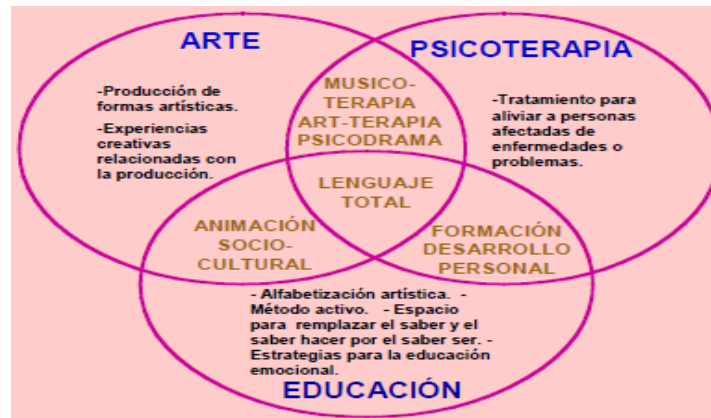 ARTE
-Producción de
formas artísticas.
-Experiencias
creativas
relacionadas con
la producción.
PSICOTERAPIA
-Tratamiento para
aliviar a personas
afectadas de
enfermedades o
problemas.
MUSICO-
TERAPIA
ART-TERAPIA
PSICODRAMA
LENGUAJE
TOTAL
ANIMACIÓN
SOCIO-
CULTURAL
FORMACIÓN
DESARROLLO
PERSONAL
- Alfabetización artística. -
Método activo. - Espacio
para remplazar el saber y el
saber hacer por el saber ser. -
Estrategias para la educación
emocional.
EDUCACIÓN